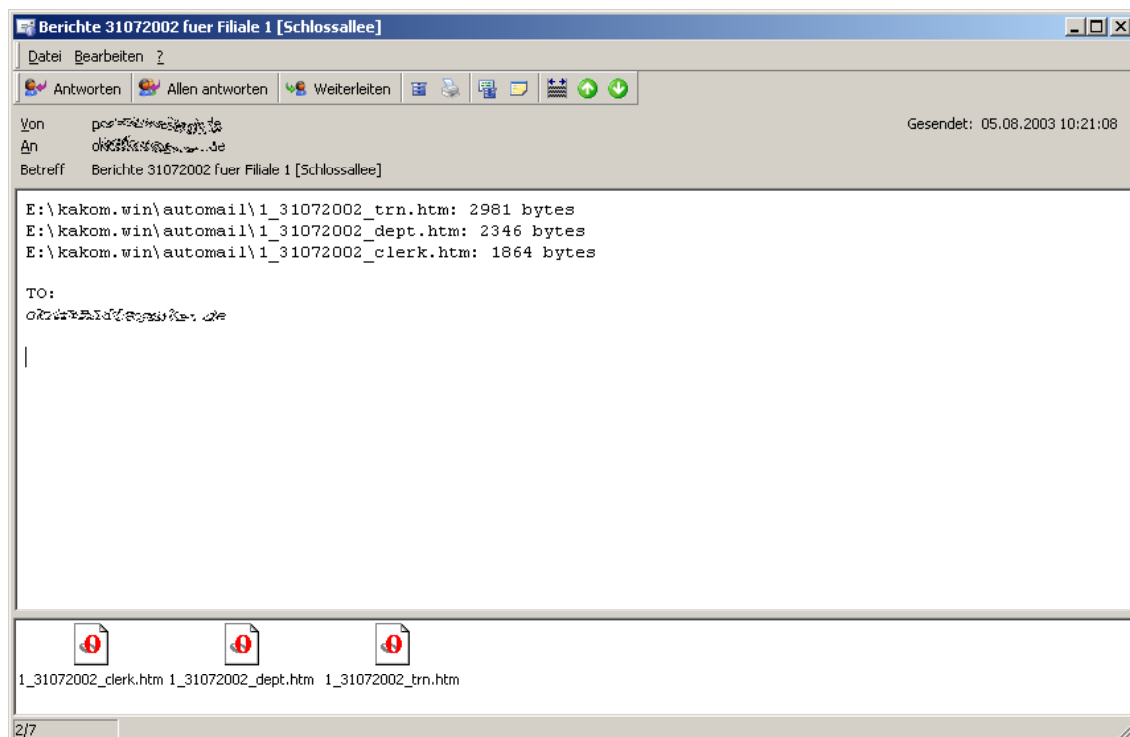 Berichte 31072002 fuer Filiale 1 [Schlossallee]
Datei Bearbeiten ?
Antworten Allen antworten Weiterleiten
Von Gesendet: 05.08.2003 10:21:08
An
Betreff Berichte 31072002 fuer Filiale 1 [Schlossallee]
E:\kakom.win\automail\1_31072002_trn.htm: 2981 bytes
E:\kakom.win\automail\1_31072002_dept.htm: 2346 bytes
E:\kakom.win\automail\1_31072002_clerk.htm: 1864 bytes
TO:
1_31072002_clerk.htm 1_31072002_dept.htm 1_31072002_trn.htm
2/7